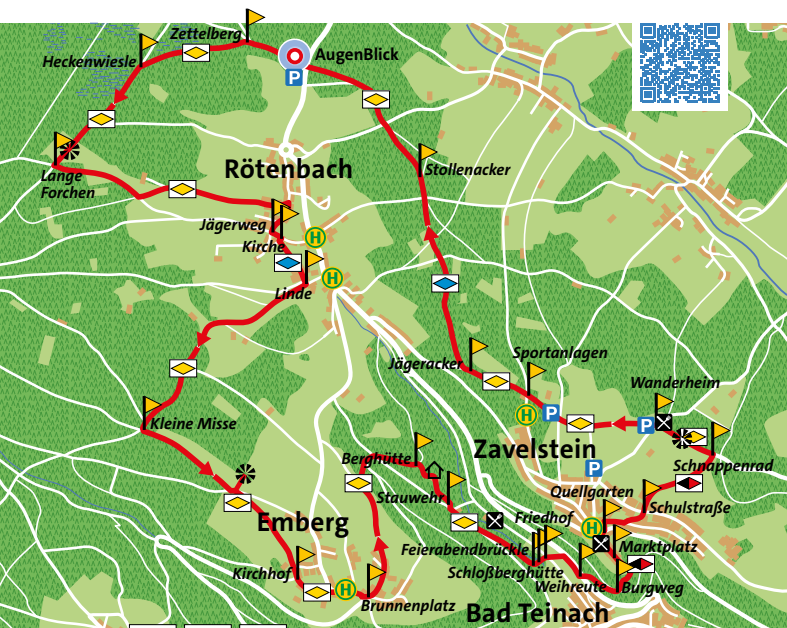 Zettelberg
Heckenwiesle
AugenBlick
P
Rötenbach
Stollenacker
Lange
Forchen
Jägerweg
Kirche
H
Linde
H
Jägeracker
Sportanlagen
Wanderheim
Kleine Misse
H
P
P
Zavelstein
Berghütte
Schnappenrad
P
Stauwehr
Quellgarten
Schulstraße
Emberg
Friedhof
H
Feierabendbrückle
Marktplatz
Kirchhof
Schloßberghütte
Weihreute
Burgweg
H
Brunnenplatz
Bad Teinach